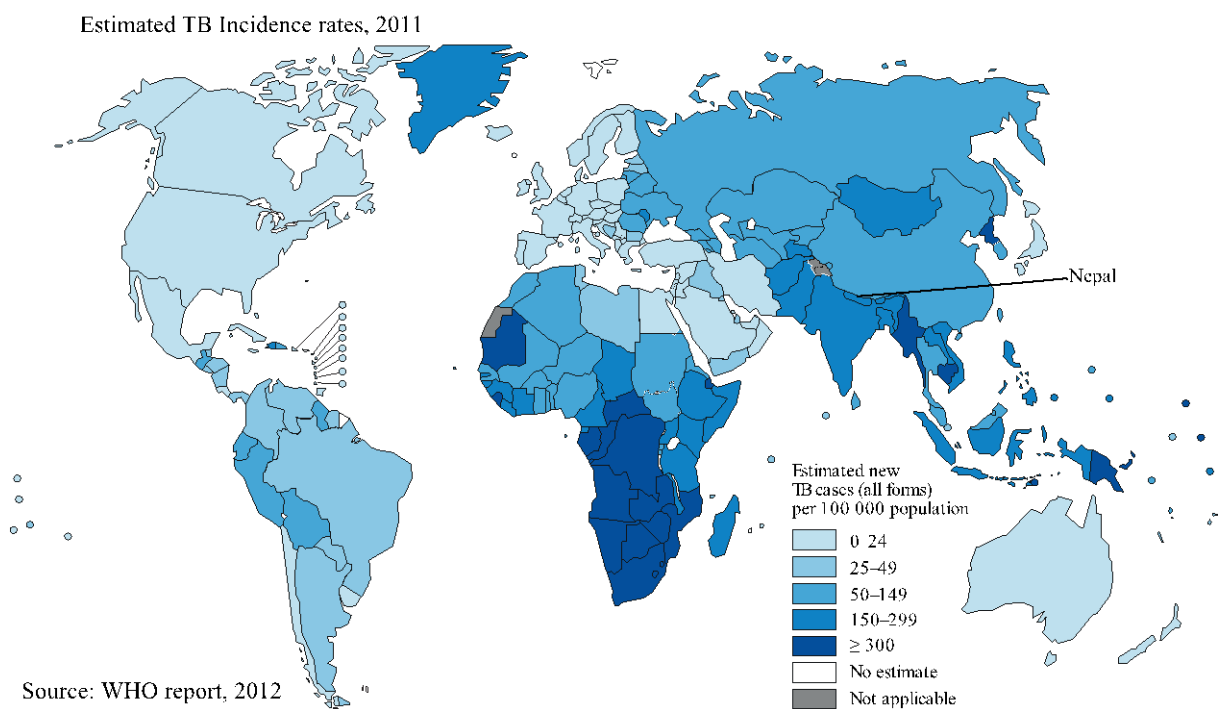 Estimated TB Incidence rates, 2011
Nepal
Estimated new
TB cases (all forms)
per 100 000 population
0–24
25–49
50–149
150–299
≥ 300
No estimate
Not applicable
Source: WHO report, 2012